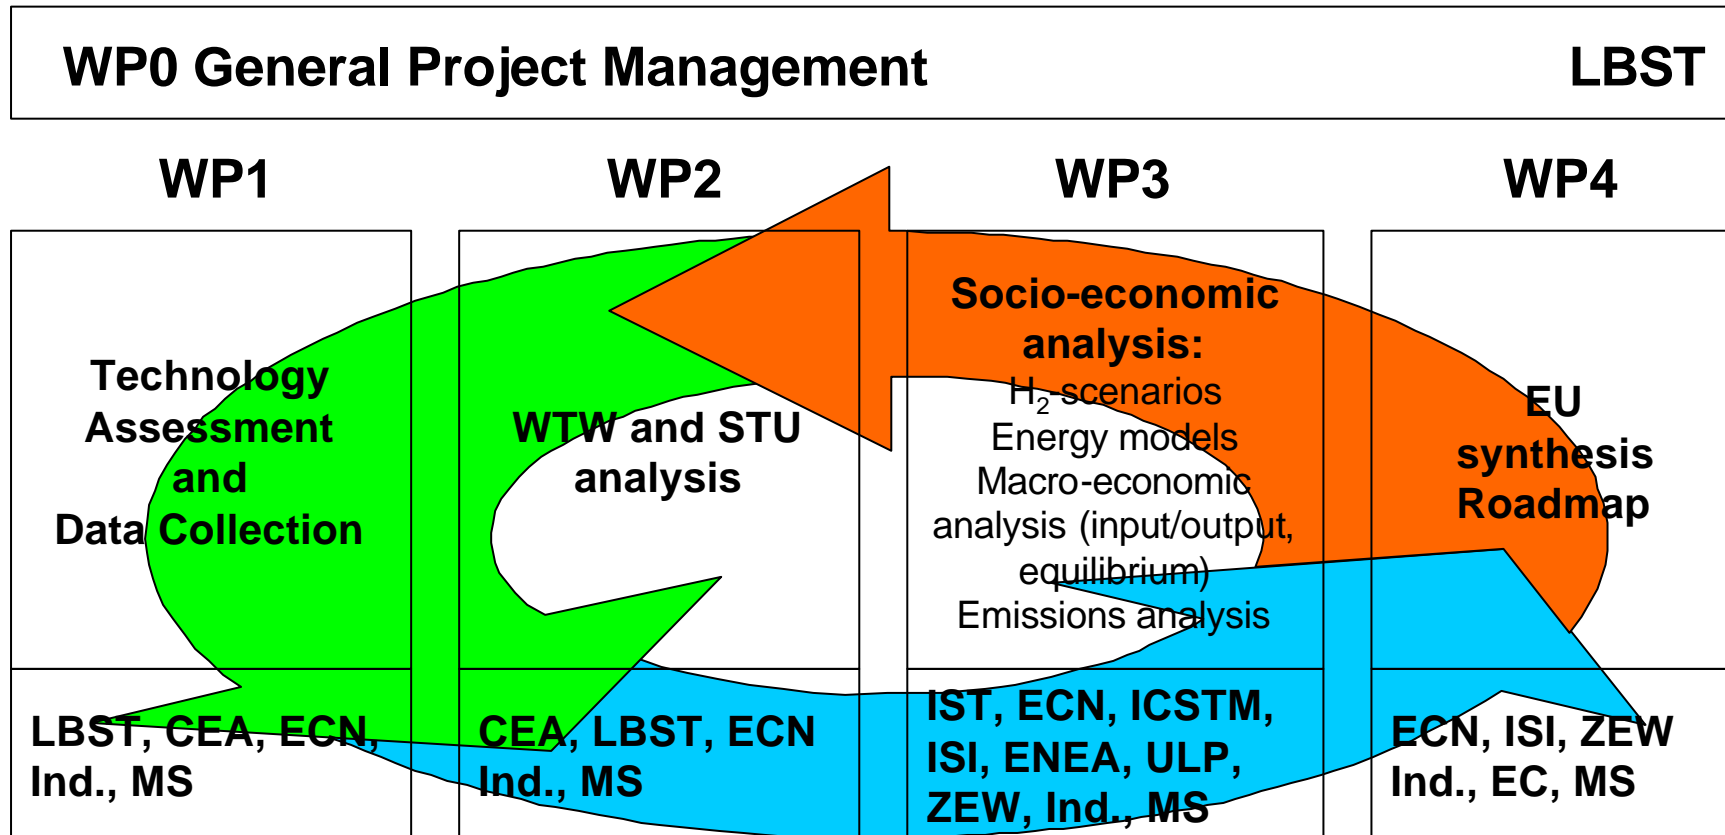 WP0 General Project Management LBST
WP1
WP2
WP3
WP4
Technology
Assessment
and
Data Collection
WTW and STU
analysis
Socio-economic
analysis:
H₂-scenarios
Energy models
Macro-economic
analysis (input/output,
equilibrium)
Emissions analysis
EU
synthesis
Roadmap
LBST, CEA, ECN,
Ind., MS
CEA, LBST, ECN
Ind., MS
IST, ECN, ICSTM,
ISI, ENEA, ULP,
ZEW, Ind., MS
ECN, ISI, ZEW
Ind., EC, MS